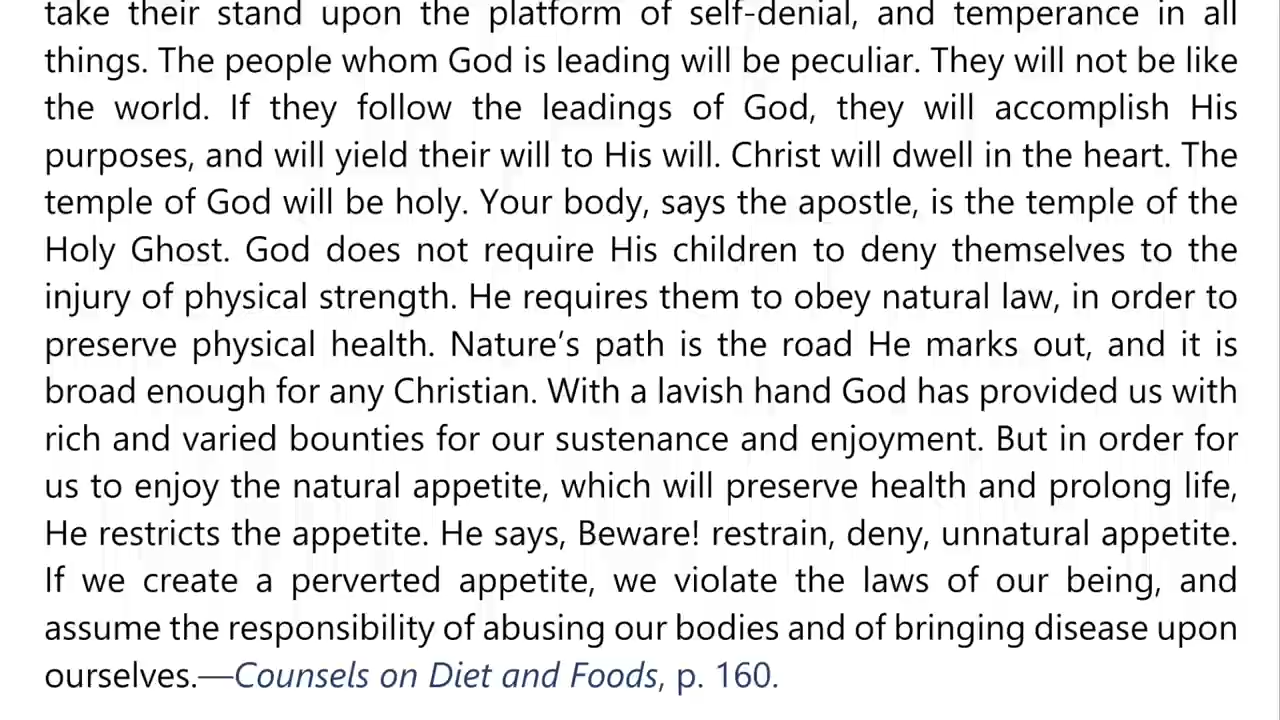 take their stand upon the platform of self-denial, and temperance in all
things. The people whom God is leading will be peculiar. They will not be like
the world. If they follow the leadings of God, they will accomplish His
purposes, and will yield their will to His will. Christ will dwell in the heart. The
temple of God will be holy. Your body, says the apostle, is the temple of the
Holy Ghost. God does not require His children to deny themselves to the
injury of physical strength. He requires them to obey natural law, in order to
preserve physical health. Nature’s path is the road He marks out, and it is
broad enough for any Christian. With a lavish hand God has provided us with
rich and varied bounties for our sustenance and enjoyment. But in order for
us to enjoy the natural appetite, which will preserve health and prolong life,
He restricts the appetite. He says, Beware! restrain, deny, unnatural appetite.
If we create a perverted appetite, we violate the laws of our being, and
assume the responsibility of abusing our bodies and of bringing disease upon
ourselves.—Counsels on Diet and Foods, p. 160.